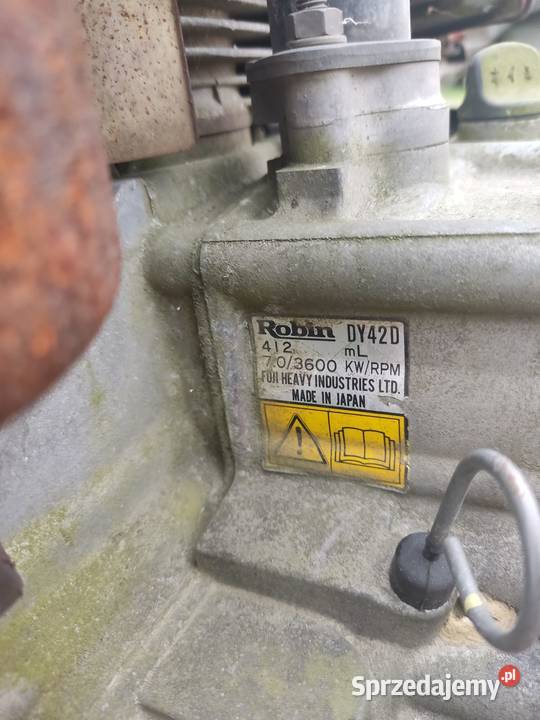 Robin DY42D
412 mL
7.0/3600 KW/RPM
FUJI HEAVY INDUSTRIES LTD.
MADE IN JAPAN
Sprzedajemy.pl